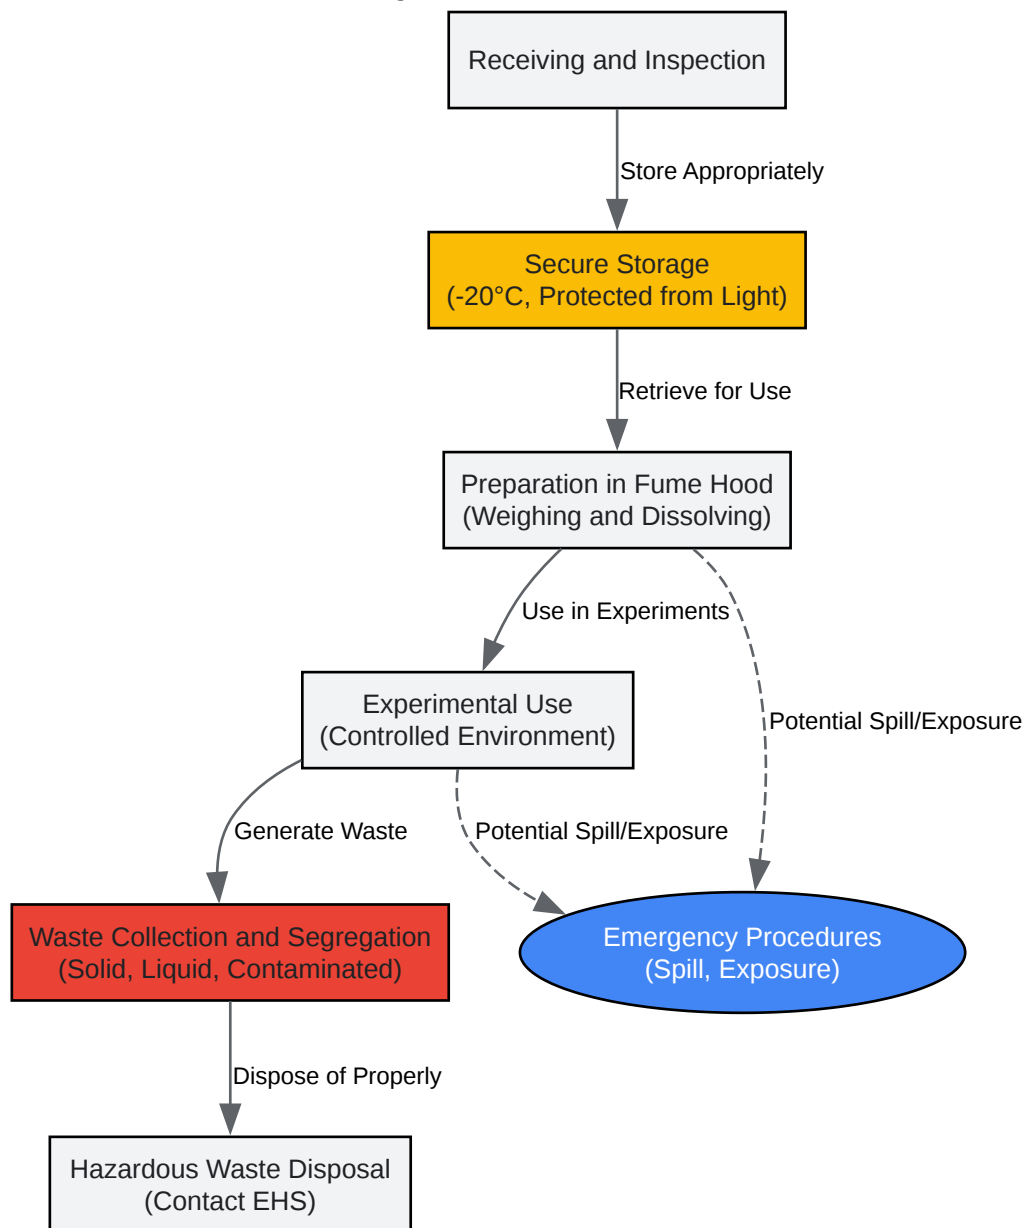 Receiving and Inspection
Store Appropriately
Secure Storage
(-20°C, Protected from Light)
Retrieve for Use
Preparation in Fume Hood
(Weighing and Dissolving)
Use in Experiments
Experimental Use
(Controlled Environment)
Potential Spill/Exposure
Generate Waste
Potential Spill/Exposure
Waste Collection and Segregation
(Solid, Liquid, Contaminated)
Emergency Procedures
(Spill, Exposure)
Dispose of Properly
Hazardous Waste Disposal
(Contact EHS)